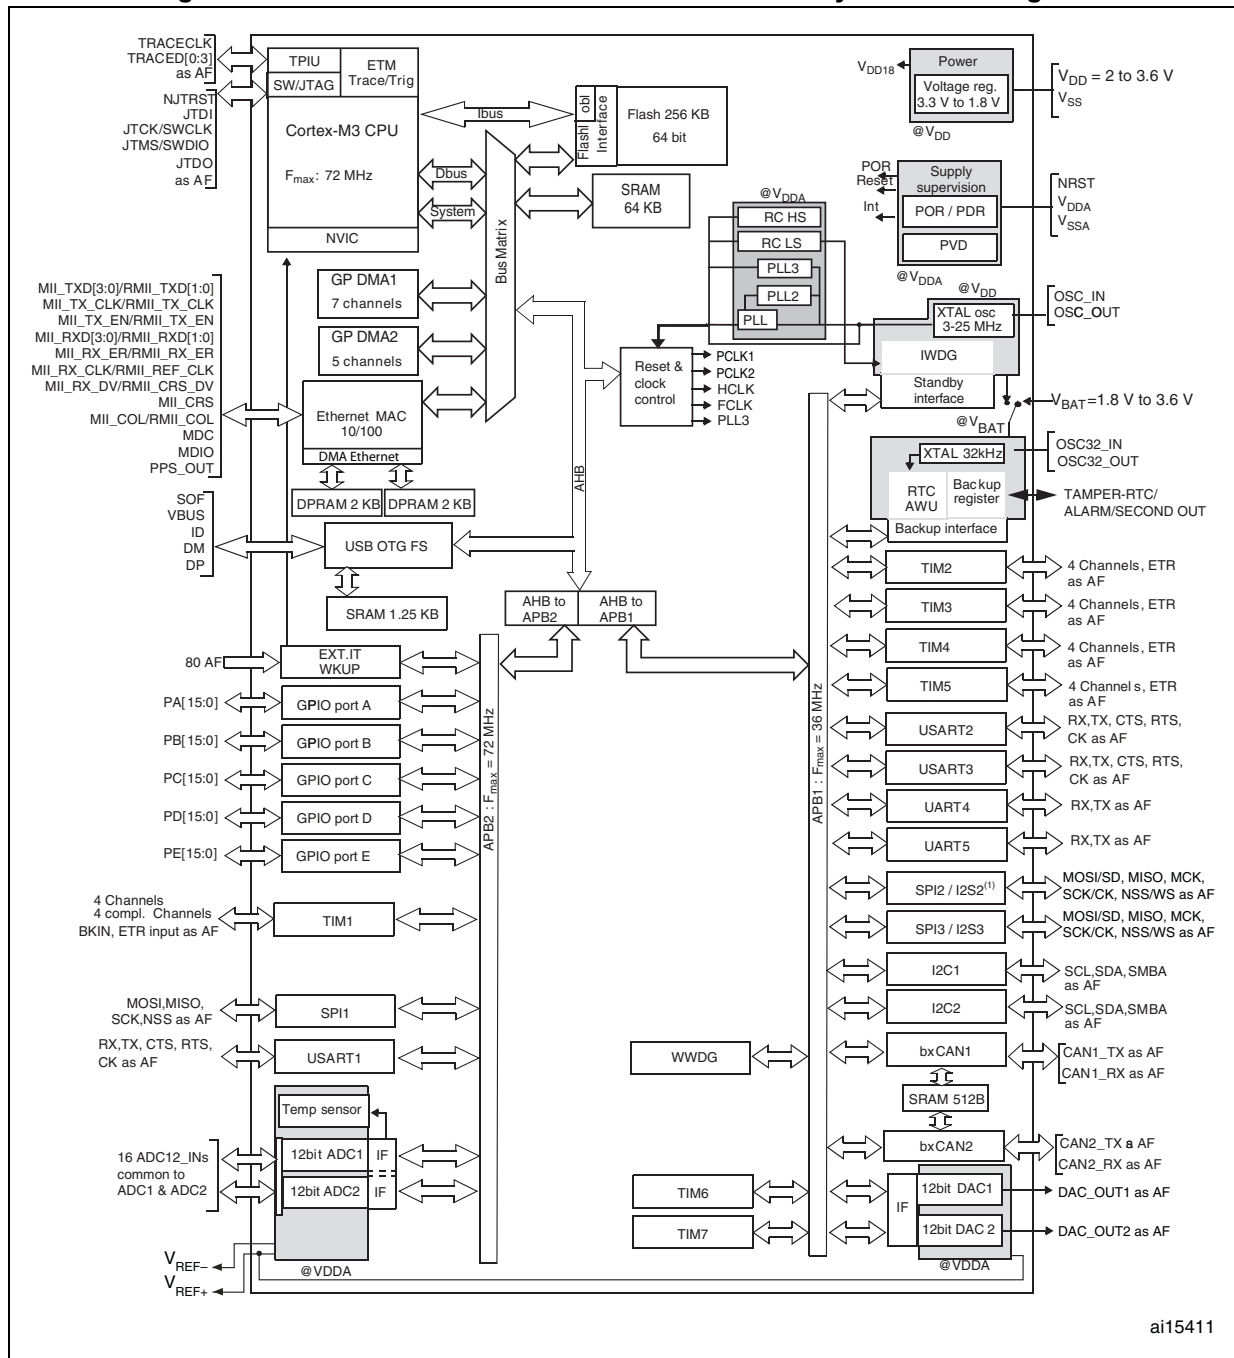 TRACECLK
TRACED[0:3]
as AF
TPIU
SW/JTAG
ETM
Trace/Trig
NJTRST
JTDI
JTCK/SWCLK
JTMS/SWDIO
JTDO
as AF
Cortex-M3 CPU
Fmax: 72 MHz
NVIC
Ibus
Dbus
System
Bus Matrix
Flashl obl
Interface
Flash 256 KB
64 bit
SRAM
64 KB
Power
VDD18
Voltage reg.
3.3 V to 1.8 V
@VDD
VDD = 2 to 3.6 V
VSS
POR
Reset
Int
Supply
supervision
POR / PDR
PVD
@VDDA
NRST
VDDA
VSSA
@VDDA
RC HS
RC LS
PLL3
PLL2
PLL
@VDD
XTAL osc
3-25 MHz
IWDG
Standby
interface
OSC_IN
OSC_OUT
GP DMA1
7 channels
GP DMA2
5 channels
Reset &
clock
control
PCLK1
PCLK2
HCLK
FCLK
PLL3
VBAT=1.8 V to 3.6 V
@VBAT
MII_TXD[3:0]/RMII_TXD[1:0]
MII_TX_CLK/RMII_TX_CLK
MII_TX_EN/RMII_TX_EN
MII_RXD[3:0]/RMII_RXD[1:0]
MII_RX_ER/RMII_RX_ER
MII_RX_CLK/RMII_REF_CLK
MII_RX_DV/RMII_CRS_DV
MII_CRS
MII_COL/RMII_COL
MDC
MDIO
PPS_OUT
Ethernet MAC
10/100
DMA Ethernet
DPRAM 2 KB
DPRAM 2 KB
AHB
XTAL 32kHz
RTC
AWU
Backup
register
Backup interface
OSC32_IN
OSC32_OUT
TAMPER-RTC/
ALARM/SECOND OUT
SOF
VBUS
ID
DM
DP
USB OTG FS
SRAM 1.25 KB
AHB to
APB2
AHB to
APB1
80 AF
EXT.IT
WKUP
PA[15:0]
GPIO port A
PB[15:0]
GPIO port B
PC[15:0]
GPIO port C
PD[15:0]
GPIO port D
PE[15:0]
GPIO port E
4 Channels
4 compl. Channels
BKIN, ETR input as AF
TIM1
MOSI,MISO,
SCK,NSS as AF
SPI1
RX,TX, CTS, RTS,
CK as AF
USART1
Temp sensor
16 ADC12_INs
common to
ADC1 & ADC2
12bit ADC1
IF
12bit ADC2
IF
VREF–
VREF+
@VDDA
APB2 : Fmax = 72 MHz
APB1 : Fmax = 36 MHz
TIM2
4 Channels, ETR
as AF
TIM3
4 Channels, ETR
as AF
TIM4
4 Channels, ETR
as AF
TIM5
4 Channels, ETR
as AF
USART2
RX,TX, CTS, RTS,
CK as AF
USART3
RX,TX, CTS, RTS,
CK as AF
UART4
RX,TX as AF
UART5
RX,TX as AF
SPI2 / I2S2(1)
MOSI/SD, MISO, MCK,
SCK/CK, NSS/WS as AF
SPI3 / I2S3
MOSI/SD, MISO, MCK,
SCK/CK, NSS/WS as AF
I2C1
SCL,SDA,SMBA
as AF
I2C2
SCL,SDA,SMBA
as AF
WWDG
bxCAN1
CAN1_TX as AF
CAN1_RX as AF
SRAM 512B
bxCAN2
CAN2_TX a AF
CAN2_RX as AF
TIM6
TIM7
IF
12bit DAC1
12bit DAC 2
DAC_OUT1 as AF
DAC_OUT2 as AF
@VDDA
ai15411